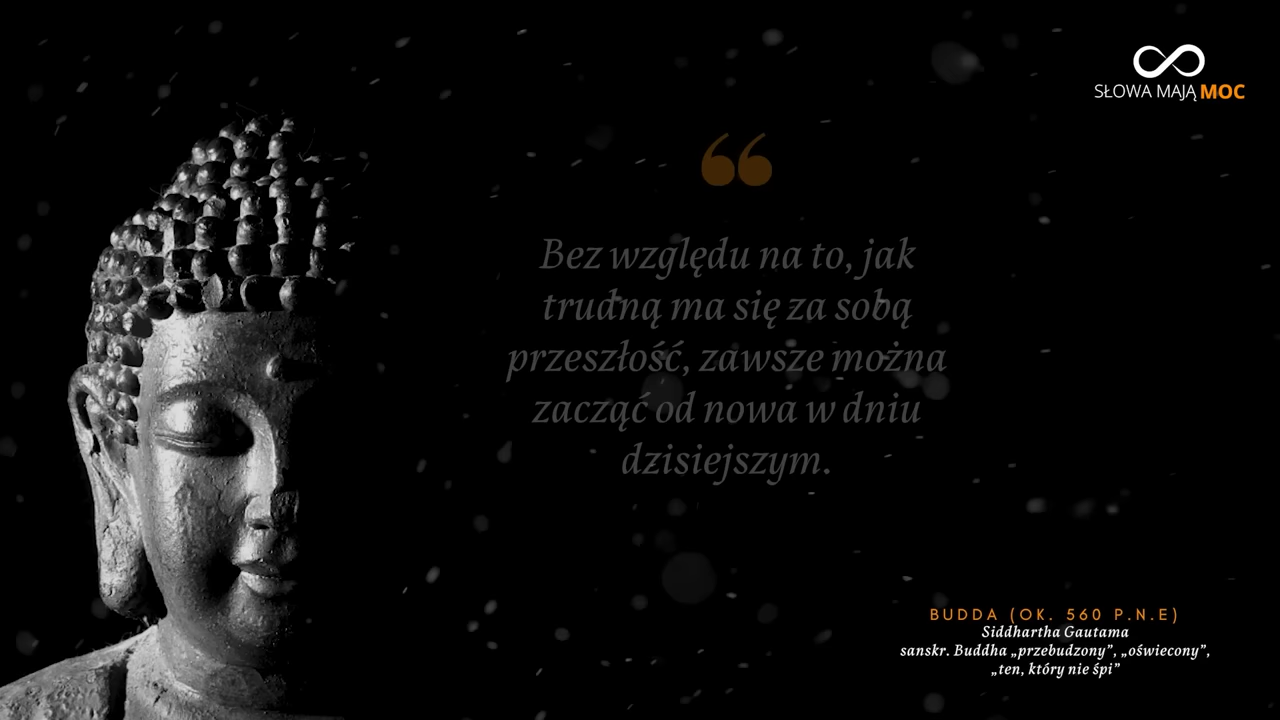 SŁOWA MAJĄ MOC
Bez względu na to, jak
trudną ma się za sobą
przeszłość, zawsze można
zacząć od nowa w dniu
dzisiejszym.
BUDDA (OK. 560 P.N.E)
Siddhartha Gautama
sanskr. Buddha „przebudzony”, „oświecony”,
„ten, który nie śpi”